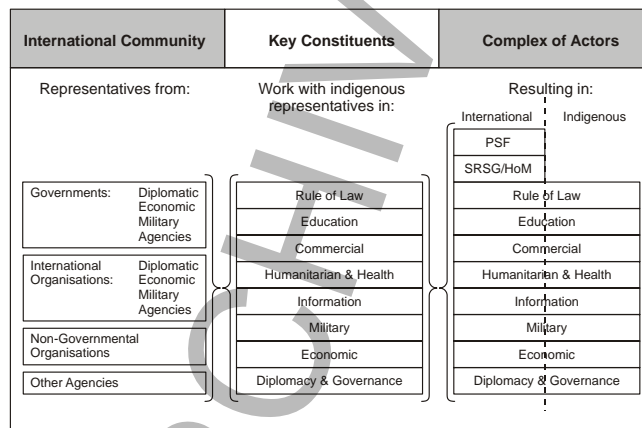 International Community
Key Constituents
Complex of Actors
Representatives from:
Work with indigenous
representatives in:
Resulting in:
International
Indigenous
PSF
SRSG/HoM
Governments: Diplomatic
Economic
Military
Agencies
International Diplomatic
Organisations: Economic
Military
Agencies
Non-Governmental
Organisations
Other Agencies
Rule of Law
Education
Commercial
Humanitarian & Health
Information
Military
Economic
Diplomacy & Governance
Rule of Law
Education
Commercial
Humanitarian & Health
Information
Military
Economic
Diplomacy & Governance